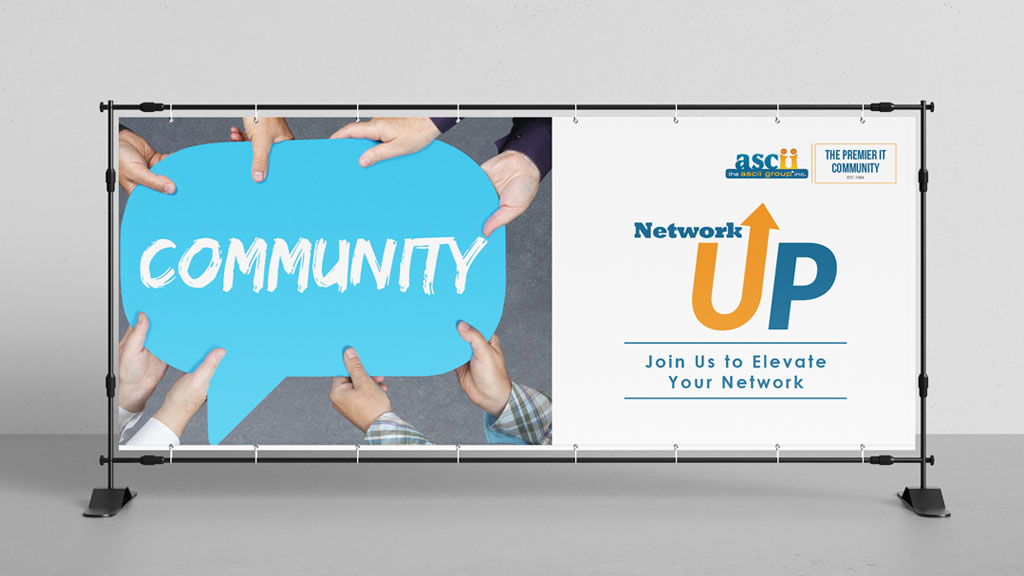 COMMUNITY
ascii
the ascii group, inc.
THE PREMIER IT
COMMUNITY
EST. 1984
Network
UP
Join Us to Elevate
Your Network